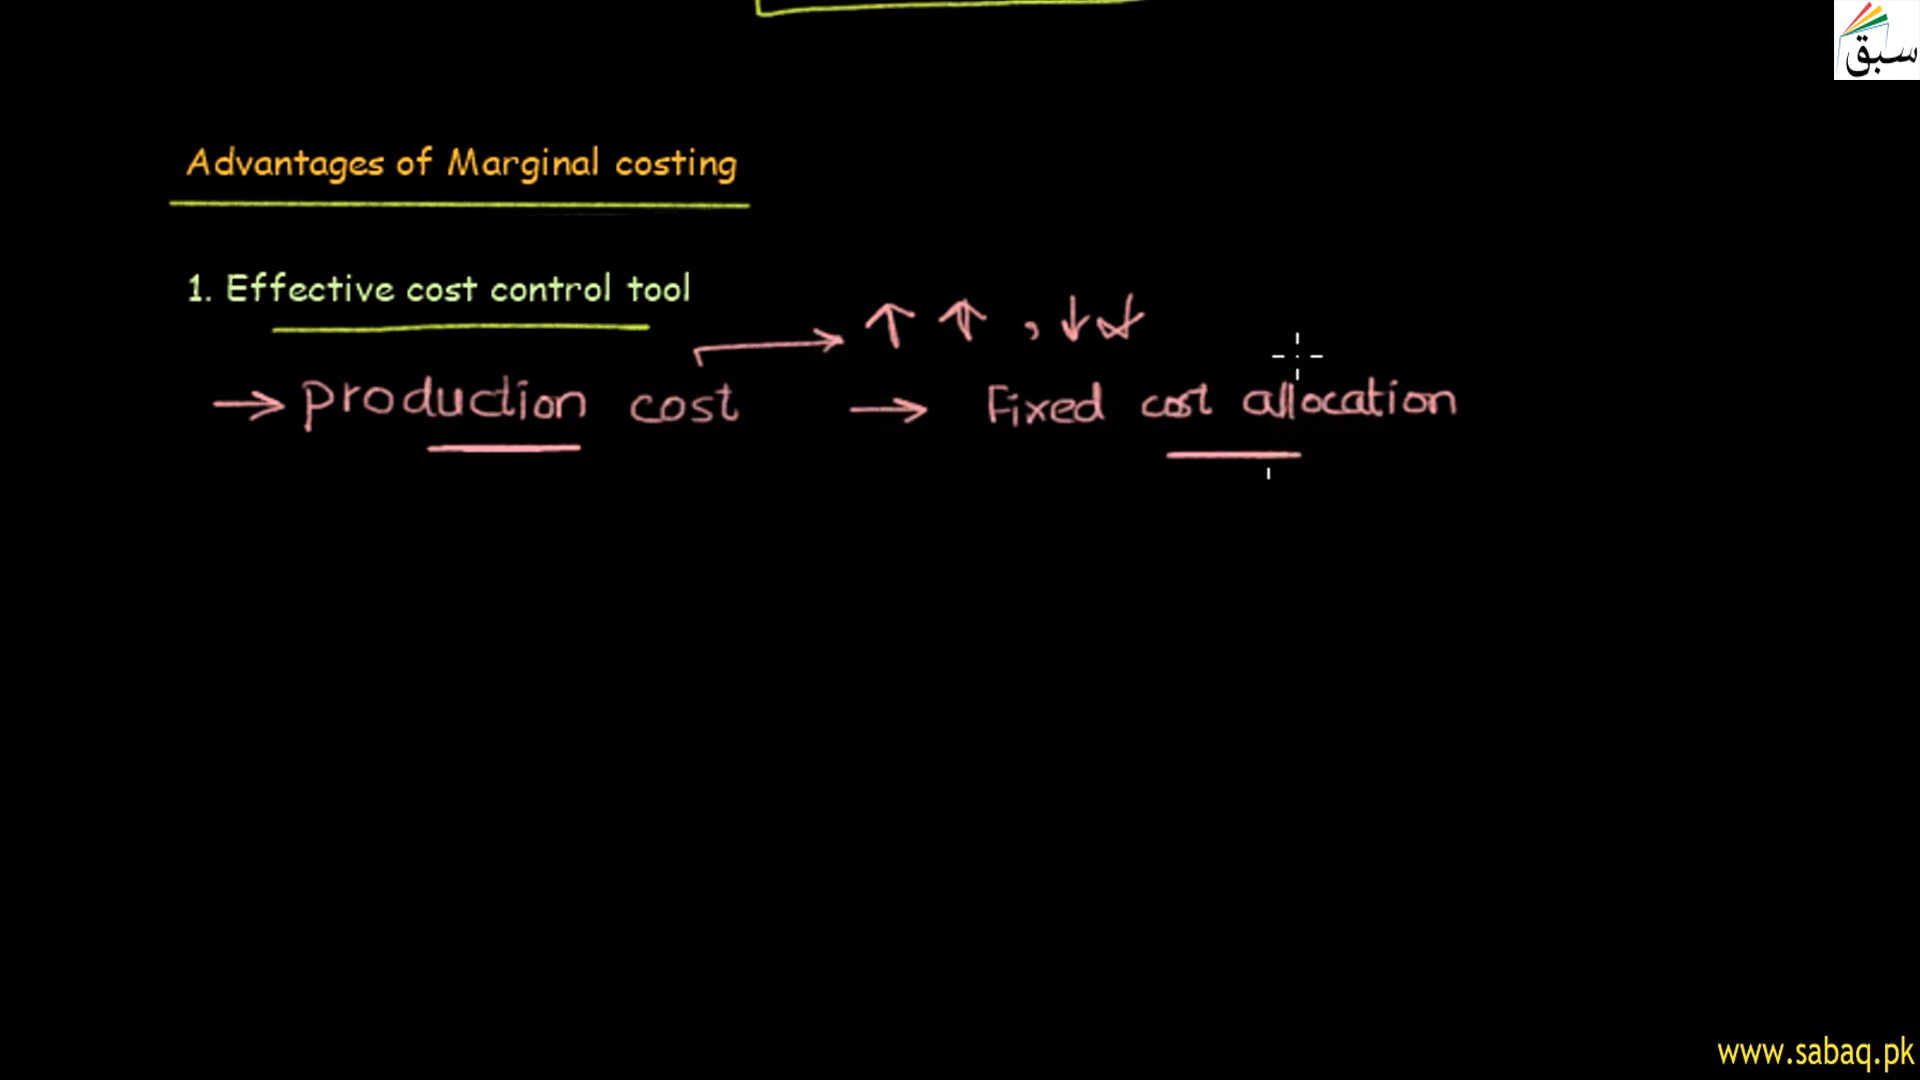 سبق
Advantages of Marginal costing
1. Effective cost control tool
↑ ↑ , ↓ ↓
→ Production cost → Fixed cost allocation
www.sabaq.pk